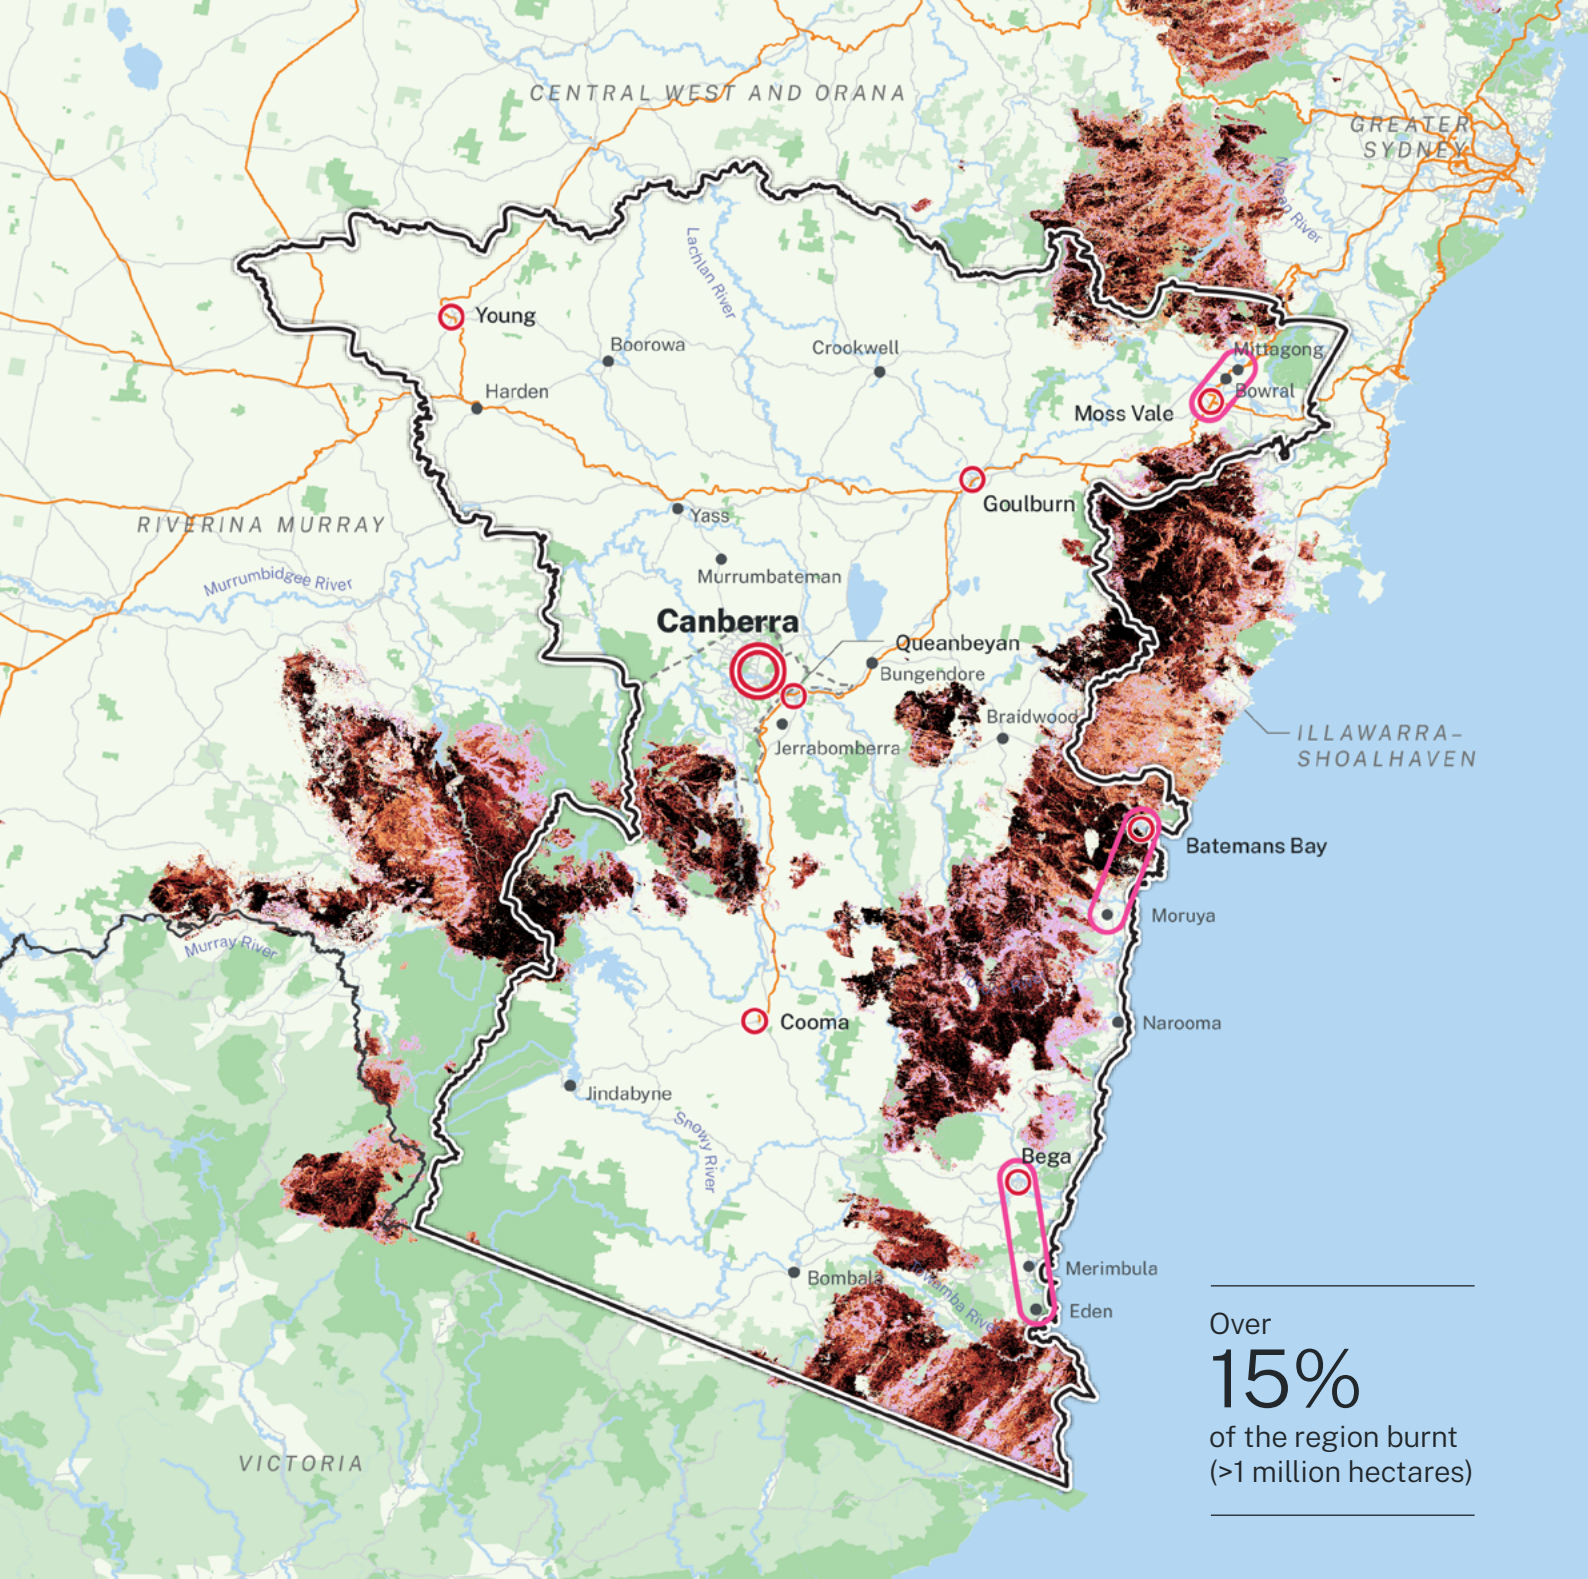 CENTRAL WEST AND ORANA
GREATER
SYDNEY
Nepean River
Lachlan River
Young
Boorowa
Crookwell
Mittagong
Harden
Bowral
Moss Vale
Goulburn
Yass
RIVERINA MURRAY
Murrumbidgee River
Murrumbateman
Canberra
Queanbeyan
Bungendore
Braidwood
ILLAWARRA–
SHOALHAVEN
Jerrabomberra
Batemans Bay
Moruya
Murray River
Cooma
Narooma
Jindabyne
Snowy River
Bega
Merimbula
Bombala
Eden
VICTORIA
Over
15%
of the region burnt
(>1 million hectares)